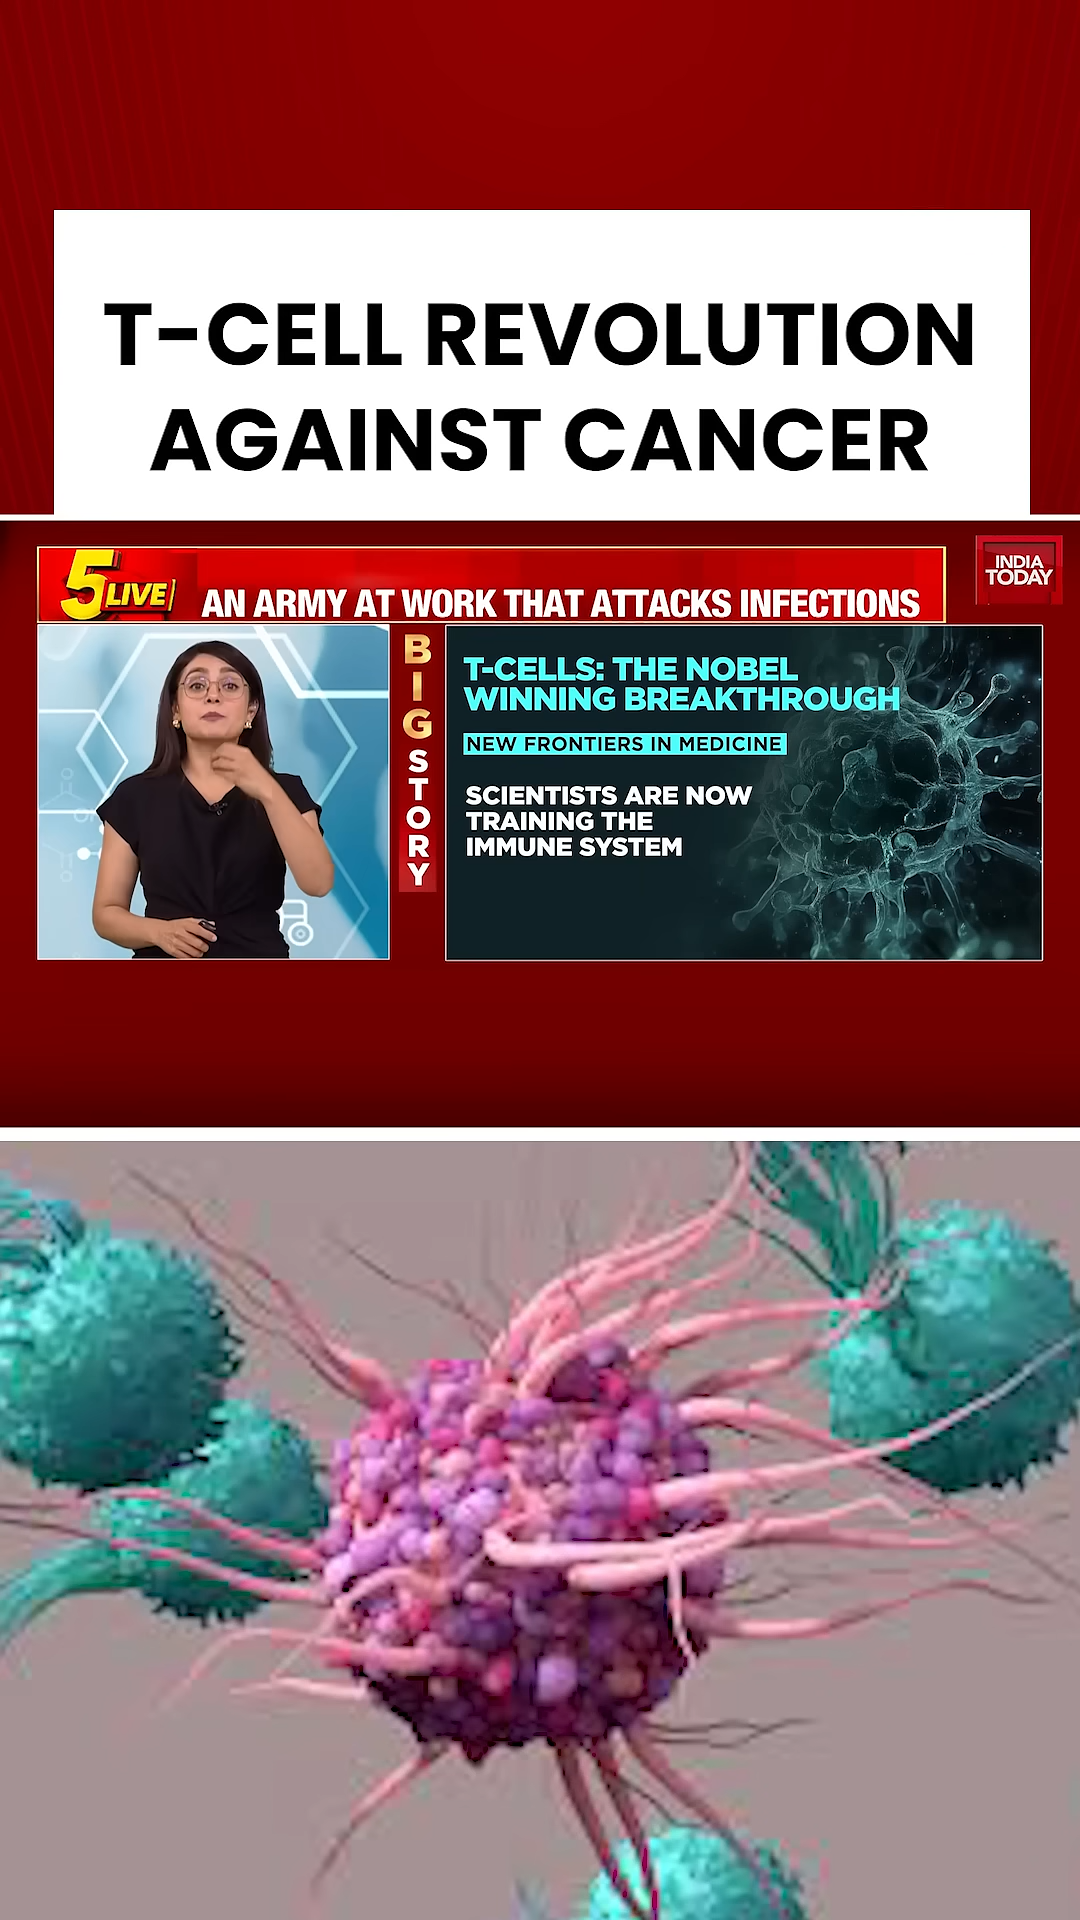 T-CELL REVOLUTION
AGAINST CANCER
5 LIVE
AN ARMY AT WORK THAT ATTACKS INFECTIONS
INDIA
TODAY
BIG
STORY
T-CELLS: THE NOBEL
WINNING BREAKTHROUGH
NEW FRONTIERS IN MEDICINE
SCIENTISTS ARE NOW
TRAINING THE
IMMUNE SYSTEM